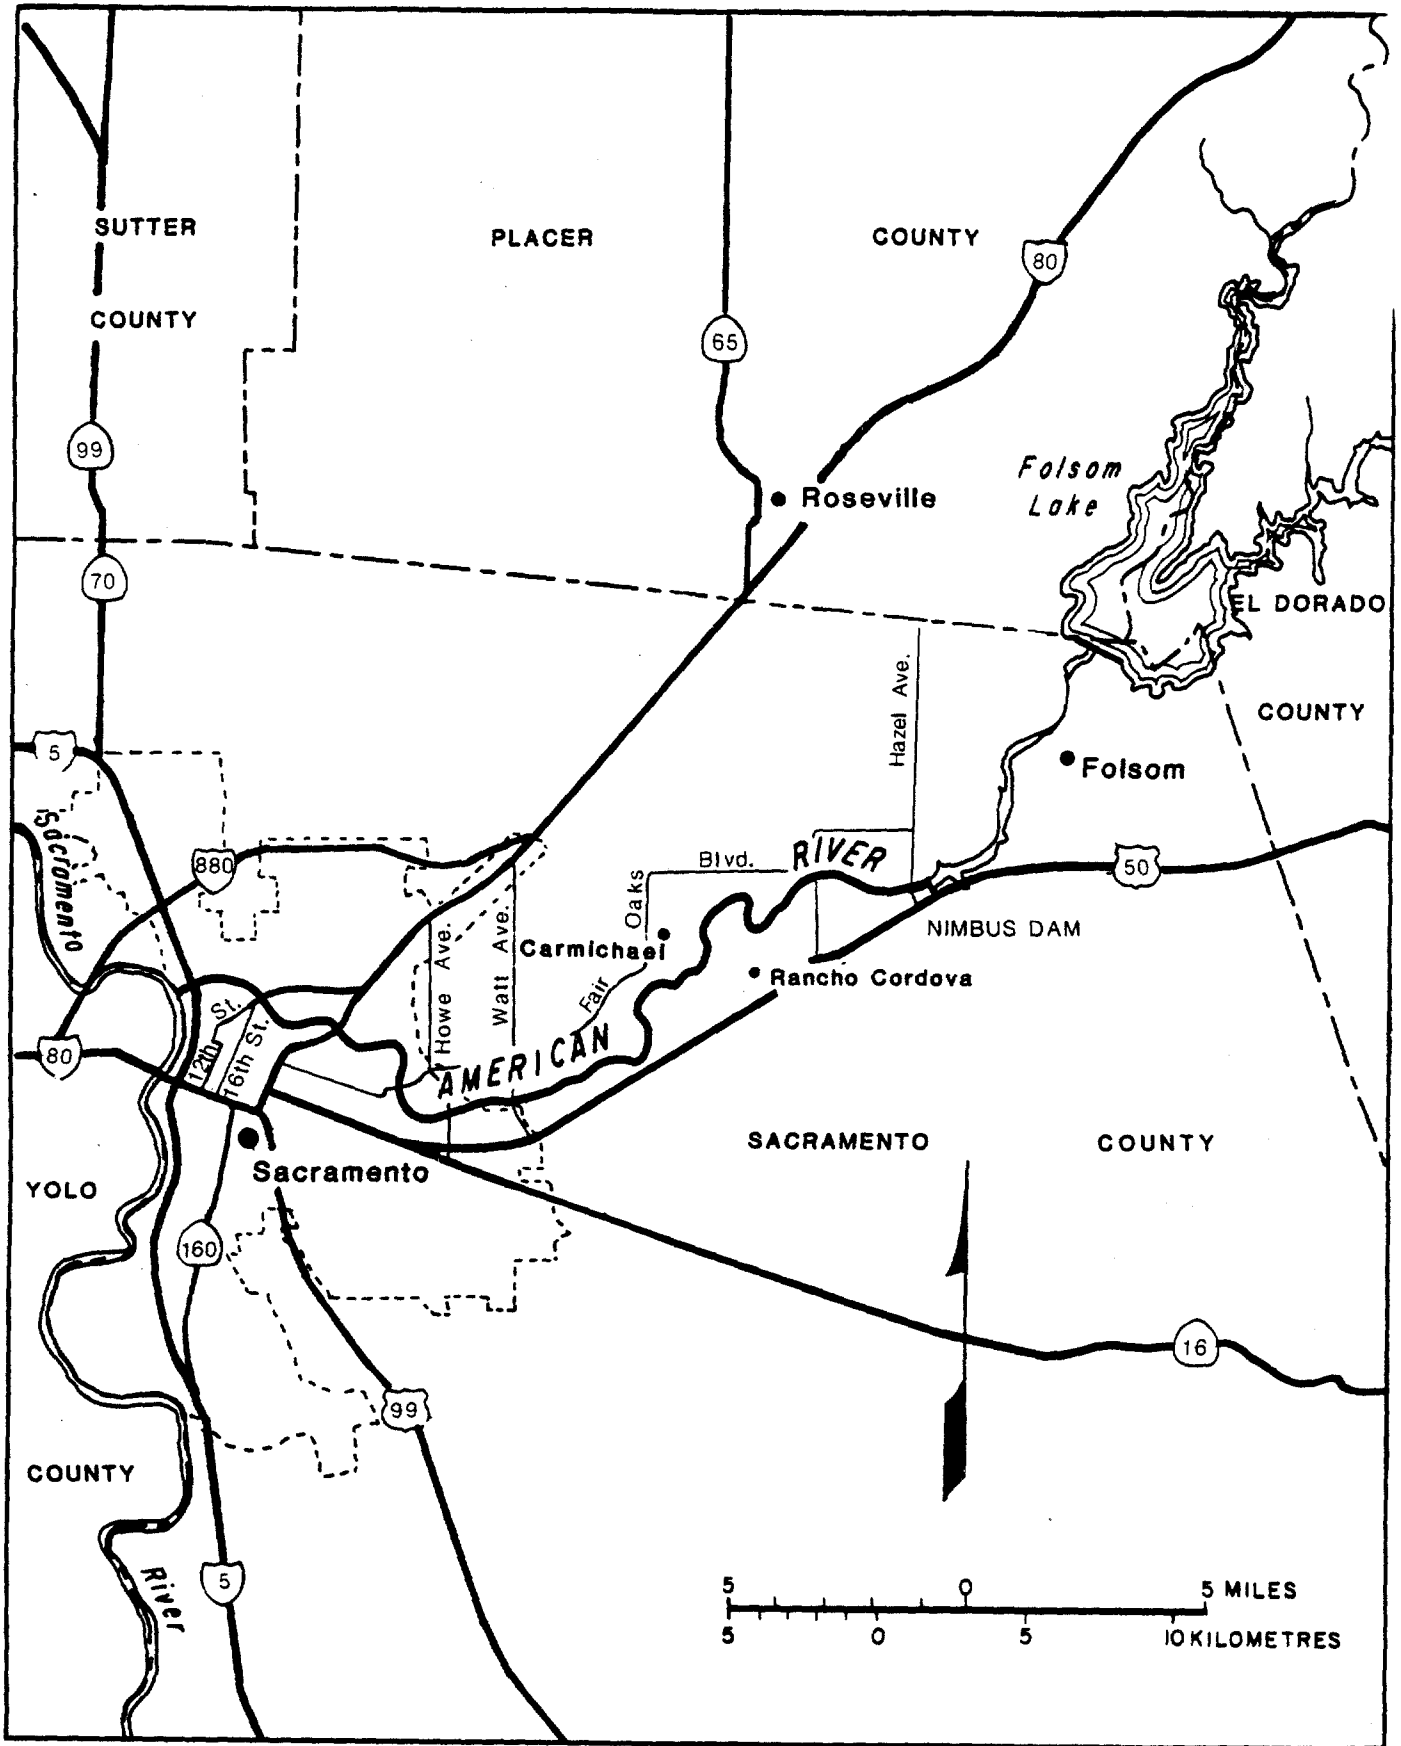 SUTTER
COUNTY
PLACER
COUNTY
80
65
99
Folsom
Lake
Roseville
70
EL DORADO
COUNTY
Hazel Ave.
5
Folsom
Sacramento
880
Blvd.
RIVER
50
Oaks
Howe Ave.
Watt Ave.
Carmichael
NIMBUS DAM
Rancho Cordova
Fair
12th St.
16th St.
AMERICAN
80
Sacramento
SACRAMENTO
COUNTY
YOLO
160
16
99
COUNTY
River
5
5 0 5 MILES
5 0 5 10 KILOMETRES